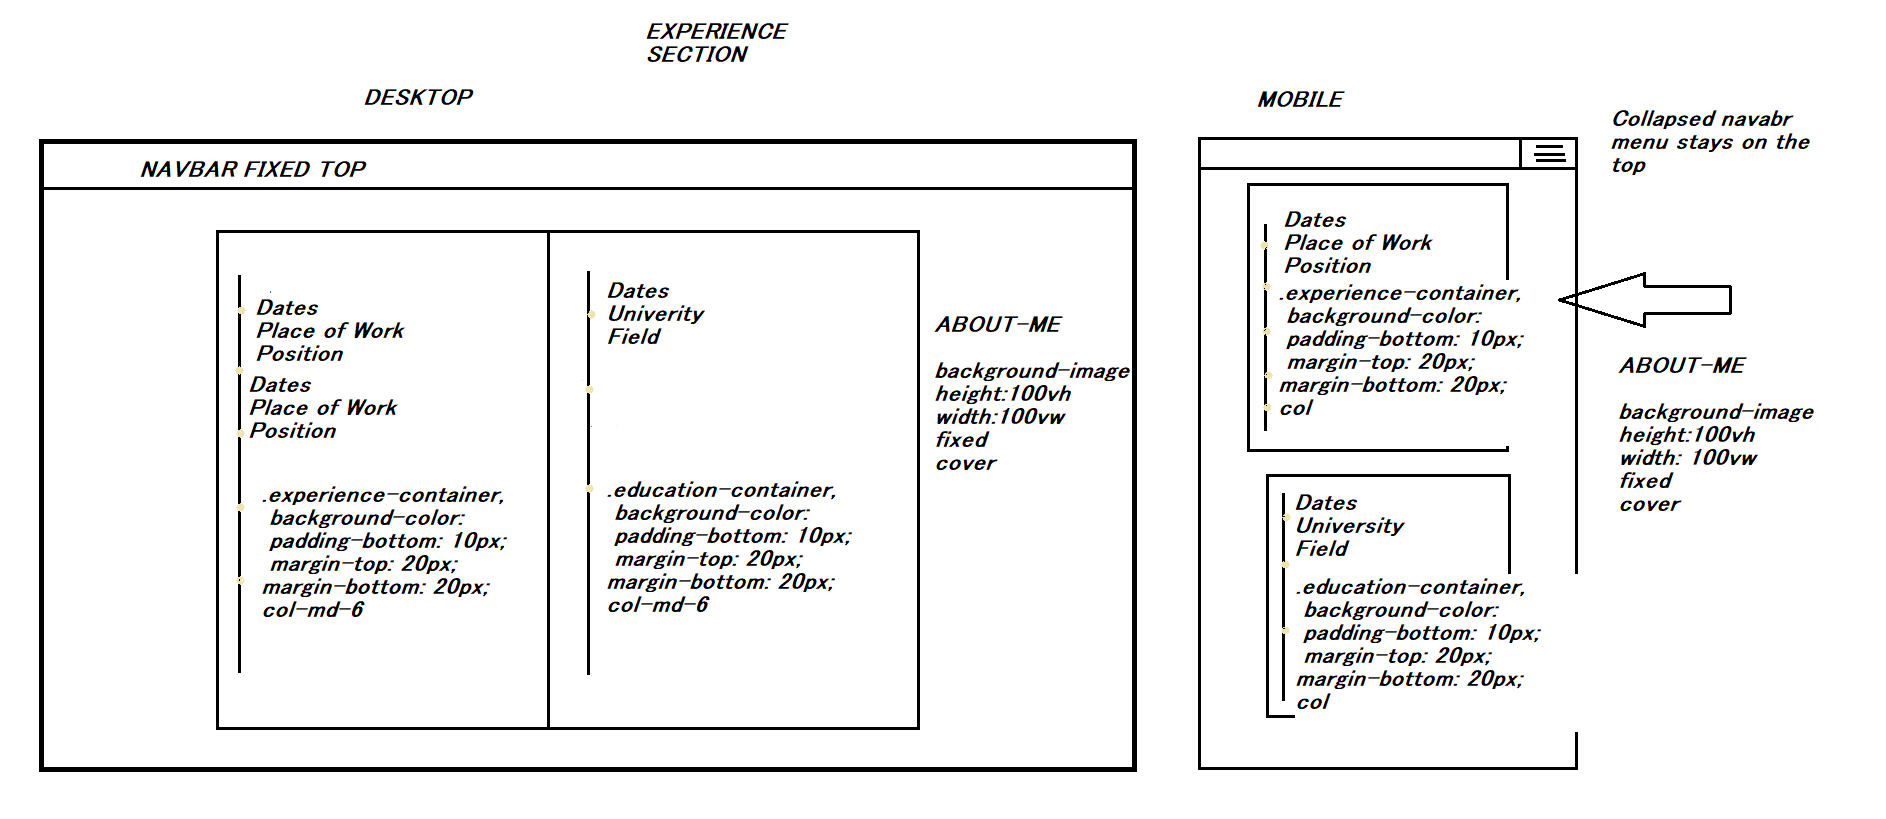 EXPERIENCE
SECTION
DESKTOP
NAVBAR FIXED TOP
Dates
Place of Work
Position
Dates
Place of Work
Position
.experience-container,
background-color:
padding-bottom: 10px;
margin-top: 20px;
margin-bottom: 20px;
col-md-6
Dates
Univerity
Field
.education-container,
background-color:
padding-bottom: 10px;
margin-top: 20px;
margin-bottom: 20px;
col-md-6
ABOUT-ME
background-image
height:100vh
width:100vw
fixed
cover
MOBILE
Collapsed navabr
menu stays on the
top
Dates
Place of Work
Position
.experience-container,
background-color:
padding-bottom: 10px;
margin-top: 20px;
margin-bottom: 20px;
col
Dates
University
Field
.education-container,
background-color:
padding-bottom: 10px;
margin-top: 20px;
margin-bottom: 20px;
col
ABOUT-ME
background-image
height:100vh
width: 100vw
fixed
cover